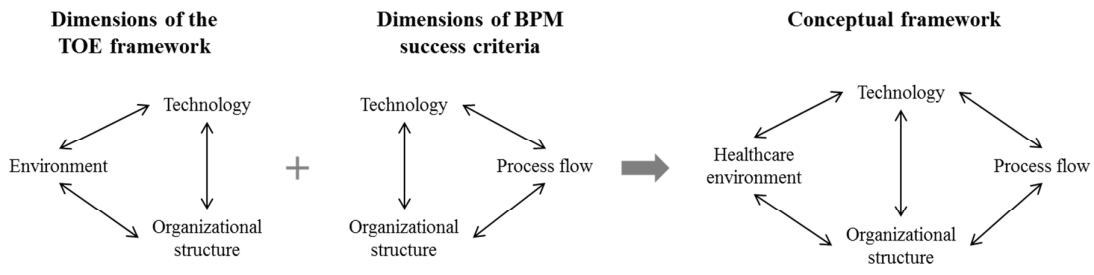 Dimensions of the
TOE framework
Technology
Environment
Organizational
structure
+
Dimensions of BPM
success criteria
Technology
Process flow
Organizational
structure
Conceptual framework
Technology
Healthcare
environment
Process flow
Organizational
structure